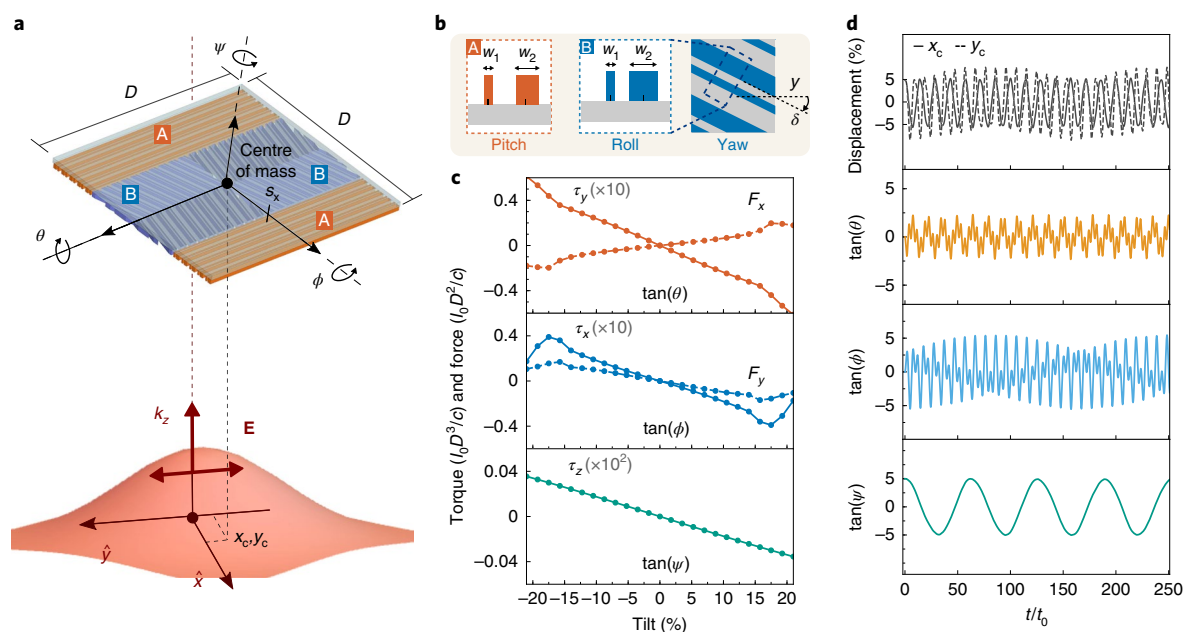 a
ψ
D
D
A
Centre
of mass
B
B
s_x
A
θ
ϕ
k_z
E
x_c,y_c
ŷ
x̂
b
A
w_1
w_2
Pitch
B
w_1
w_2
Roll
y
δ
Yaw
c
Torque (I_0D^3/c) and force (I_0D^2/c)
τ_y (×10)
F_x
0.4
0
−0.4
tan(θ)
τ_x (×10)
F_y
0.4
0
−0.4
tan(ϕ)
τ_z (×10^2)
0.04
0
−0.04
tan(ψ)
−20 −15 −10 −5 0 5 10 15 20
Tilt (%)
d
– x_c -- y_c
Displacement (%)
5
0
−5
tan(θ)
5
0
−5
tan(ϕ)
5
0
−5
tan(ψ)
5
0
−5
0 50 100 150 200 250
t/t_0